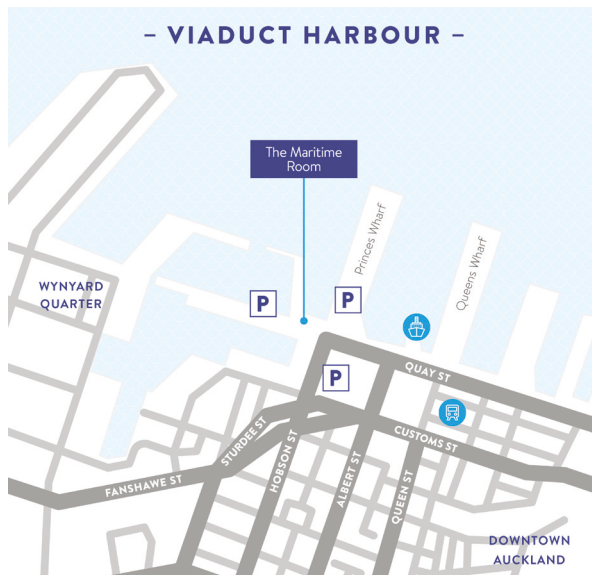 – VIADUCT HARBOUR –
The Maritime
Room
Princes Wharf
Queens Wharf
WYNYARD
QUARTER
P
P
P
QUAY ST
CUSTOMS ST
STURDEE ST
HOBSON ST
ALBERT ST
QUEEN ST
FANSHAWE ST
DOWNTOWN
AUCKLAND